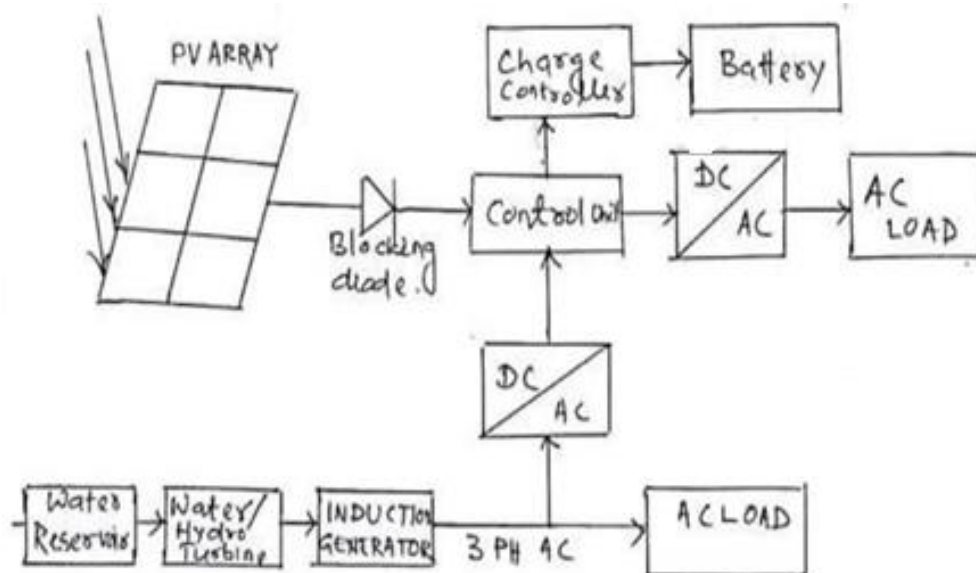 PV ARRAY
Charge
Controller
Battery
Blocking
diode.
Control Unit
DC
AC
AC
LOAD
DC
AC
Water
Reservoir
Water/
Hydro
Turbine
INDUCTION
GENERATOR
3 PH AC
AC LOAD